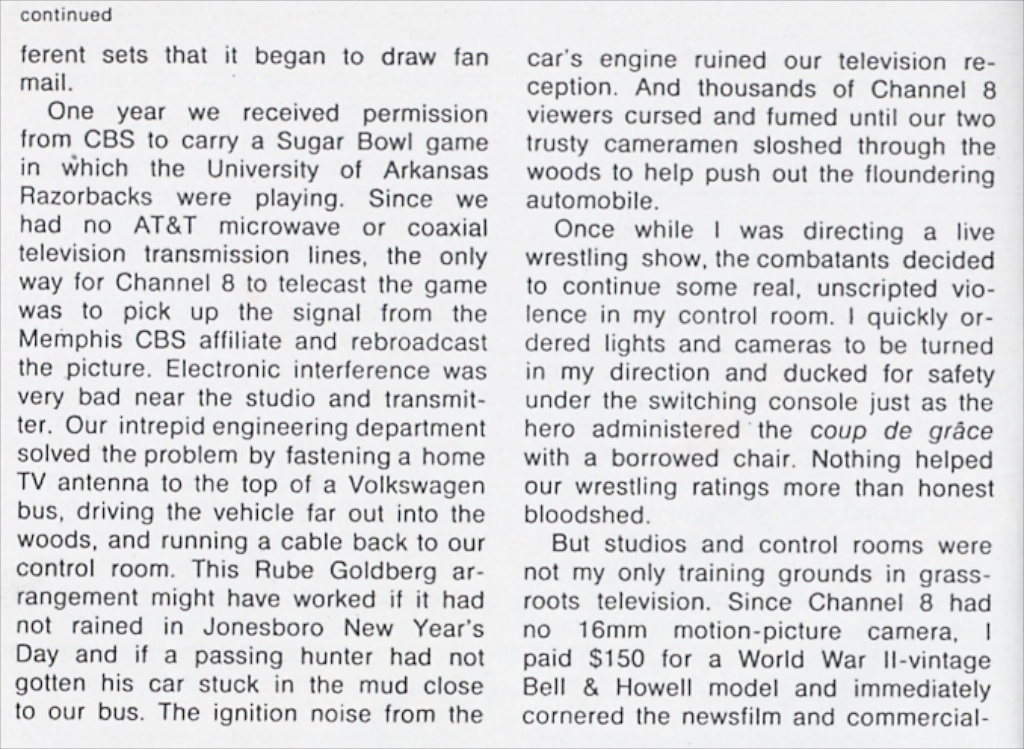 continued
ferent sets that it began to draw fan
mail.
One year we received permission
from CBS to carry a Sugar Bowl game
in which the University of Arkansas
Razorbacks were playing. Since we
had no AT&T microwave or coaxial
television transmission lines, the only
way for Channel 8 to telecast the game
was to pick up the signal from the
Memphis CBS affiliate and rebroadcast
the picture. Electronic interference was
very bad near the studio and transmit-
ter. Our intrepid engineering department
solved the problem by fastening a home
TV antenna to the top of a Volkswagen
bus, driving the vehicle far out into the
woods, and running a cable back to our
control room. This Rube Goldberg ar-
rangement might have worked if it had
not rained in Jonesboro New Year's
Day and if a passing hunter had not
gotten his car stuck in the mud close
to our bus. The ignition noise from the
car's engine ruined our television re-
ception. And thousands of Channel 8
viewers cursed and fumed until our two
trusty cameramen sloshed through the
woods to help push out the floundering
automobile.
Once while I was directing a live
wrestling show, the combatants decided
to continue some real, unscripted vio-
lence in my control room. I quickly or-
dered lights and cameras to be turned
in my direction and ducked for safety
under the switching console just as the
hero administered the coup de grâce
with a borrowed chair. Nothing helped
our wrestling ratings more than honest
bloodshed.
But studios and control rooms were
not my only training grounds in grass-
roots television. Since Channel 8 had
no 16mm motion-picture camera, I
paid $150 for a World War II-vintage
Bell & Howell model and immediately
cornered the newsfilm and commercial-